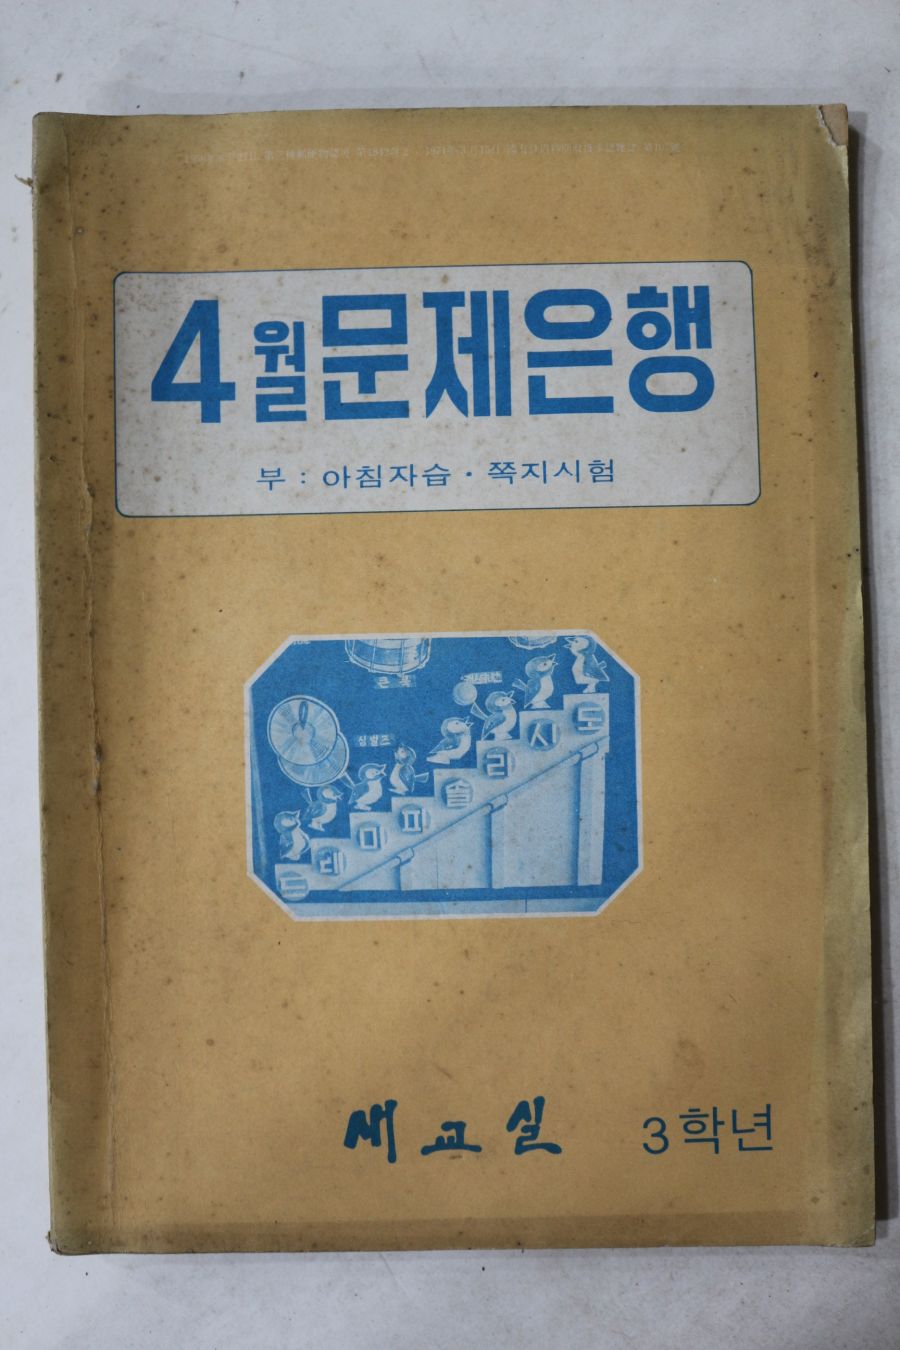 4월문제은행
부 : 아침자습 · 쪽지시험
큰북
심벌즈
도
시
리
솔
파
미
레
도
새교실 3학년